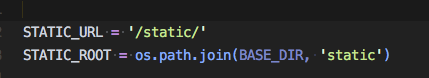 STATIC_URL = '/static/'
STATIC_ROOT = os.path.join(BASE_DIR, 'static')